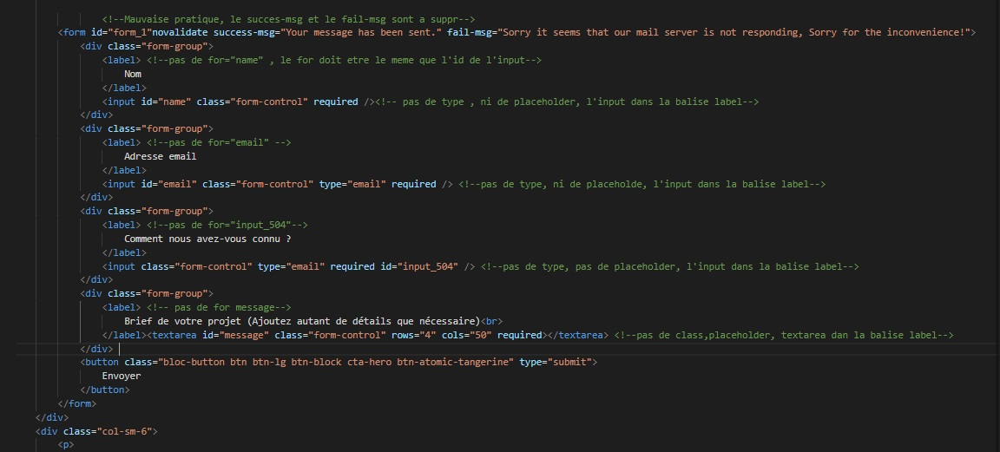 <!--Mauvaise pratique, le succes-msg et le fail-msg sont a suppr-->
<form id="form_1"novalidate success-msg="Your message has been sent." fail-msg="Sorry it seems that our mail server is not responding, Sorry for the inconvenience!">
<div class="form-group">
<label> <!--pas de for="name" , le for doit etre le meme que l'id de l'input-->
Nom
</label>
<input id="name" class="form-control" required /><!-- pas de type , ni de placeholder, l'input dans la balise label-->
</div>
<div class="form-group">
<label> <!--pas de for="email" -->
Adresse email
</label>
<input id="email" class="form-control" type="email" required /> <!--pas de type, ni de placeholde, l'input dans la balise label-->
</div>
<div class="form-group">
<label> <!--pas de for="input_504"-->
Comment nous avez-vous connu ?
</label>
<input class="form-control" type="email" required id="input_504" /> <!--pas de type, pas de placeholder, l'input dans la balise label-->
</div>
<div class="form-group">
<label> <!-- pas de for message-->
Brief de votre projet (Ajoutez autant de détails que nécessaire)<br>
</label><textarea id="message" class="form-control" rows="4" cols="50" required></textarea> <!--pas de class,placeholder, textarea dan la balise label-->
</div>
<button class="bloc-button btn btn-lg btn-block cta-hero btn-atomic-tangerine" type="submit">
Envoyer
</button>
</form>
</div>
<div class="col-sm-6">
<p>